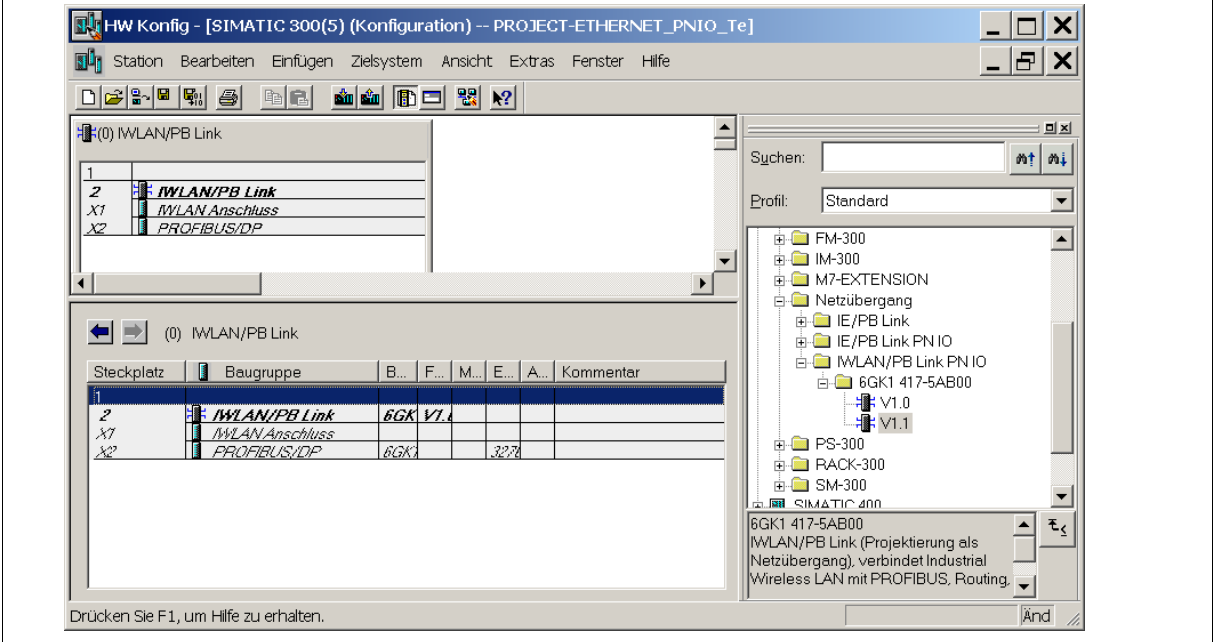 HW Konfig - [SIMATIC 300(5) (Konfiguration) -- PROJECT-ETHERNET_PNIO_Te]
Station Bearbeiten Einfügen Zielsystem Ansicht Extras Fenster Hilfe
(0) IWLAN/PB Link
1
2 IWLAN/PB Link
X1 IWLAN Anschluss
X2 PROFIBUS/DP
(0) IWLAN/PB Link
Steckplatz Baugruppe B... F... M... E... A... Kommentar
1
2 IWLAN/PB Link 6GK V1.
X1 IWLAN Anschluss
X2 PROFIBUS/DP 6GK1
Suchen:
Profil: Standard
FM-300
IM-300
M7-EXTENSION
Netzübergang
IE/PB Link
IE/PB Link PN IO
IWLAN/PB Link PN IO
6GK1 417-5AB00
V1.0
V1.1
PS-300
RACK-300
SM-300
SIMATIC 400
6GK1 417-5AB00
IWLAN/PB Link (Projektierung als
Netzübergang), verbindet Industrial
Wireless LAN mit PROFIBUS, Routing,
Drücken Sie F1, um Hilfe zu erhalten.
Änd